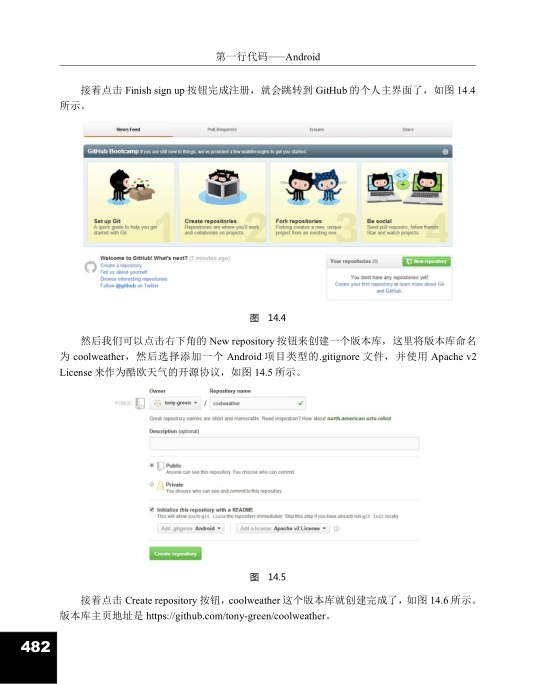 第一行代码——Android
接着点击 Finish sign up 按钮完成注册，就会跳转到 GitHub 的个人主界面了，如图 14.4
所示。
News Feed Pull Requests Issues Stars
GitHub Bootcamp If you are still new to things, we've provided a few walkthroughs to get you started.
1 2 3 4
Set up Git Create repositories Fork repositories Be social
A quick guide to help you get Repositories are where you'll work Forking creates a new, unique Send pull requests, follow friends.
started with Git. and collaborate on projects. project from an existing one. Star and watch projects.
Welcome to GitHub! What's next? (7 minutes ago)
Create a repository
Tell us about yourself
Browse interesting repositories
Follow @github on Twitter
Your repositories (0) New repository
You don't have any repositories yet!
Create your first repository or learn more about Git
and GitHub.
图 14.4
然后我们可以点击右下角的 New repository 按钮来创建一个版本库，这里将版本库命名
为 coolweather，然后选择添加一个 Android 项目类型的.gitignore 文件，并使用 Apache v2
License 来作为酷欧天气的开源协议，如图 14.5 所示。
Owner Repository name
PUBLIC tony-green / coolweather
Great repository names are short and memorable. Need inspiration? How about north-american-octo-robot.
Description (optional)
Public
Anyone can see this repository. You choose who can commit.
Private
You choose who can see and commit to this repository.
Initialize this repository with a README
This will allow you to git clone the repository immediately. Skip this step if you have already run git init locally.
Add .gitignore: Android Add a license: Apache v2 License
Create repository
图 14.5
接着点击 Create repository 按钮，coolweather 这个版本库就创建完成了，如图 14.6 所示。
版本库主页地址是 https://github.com/tony-green/coolweather。
482